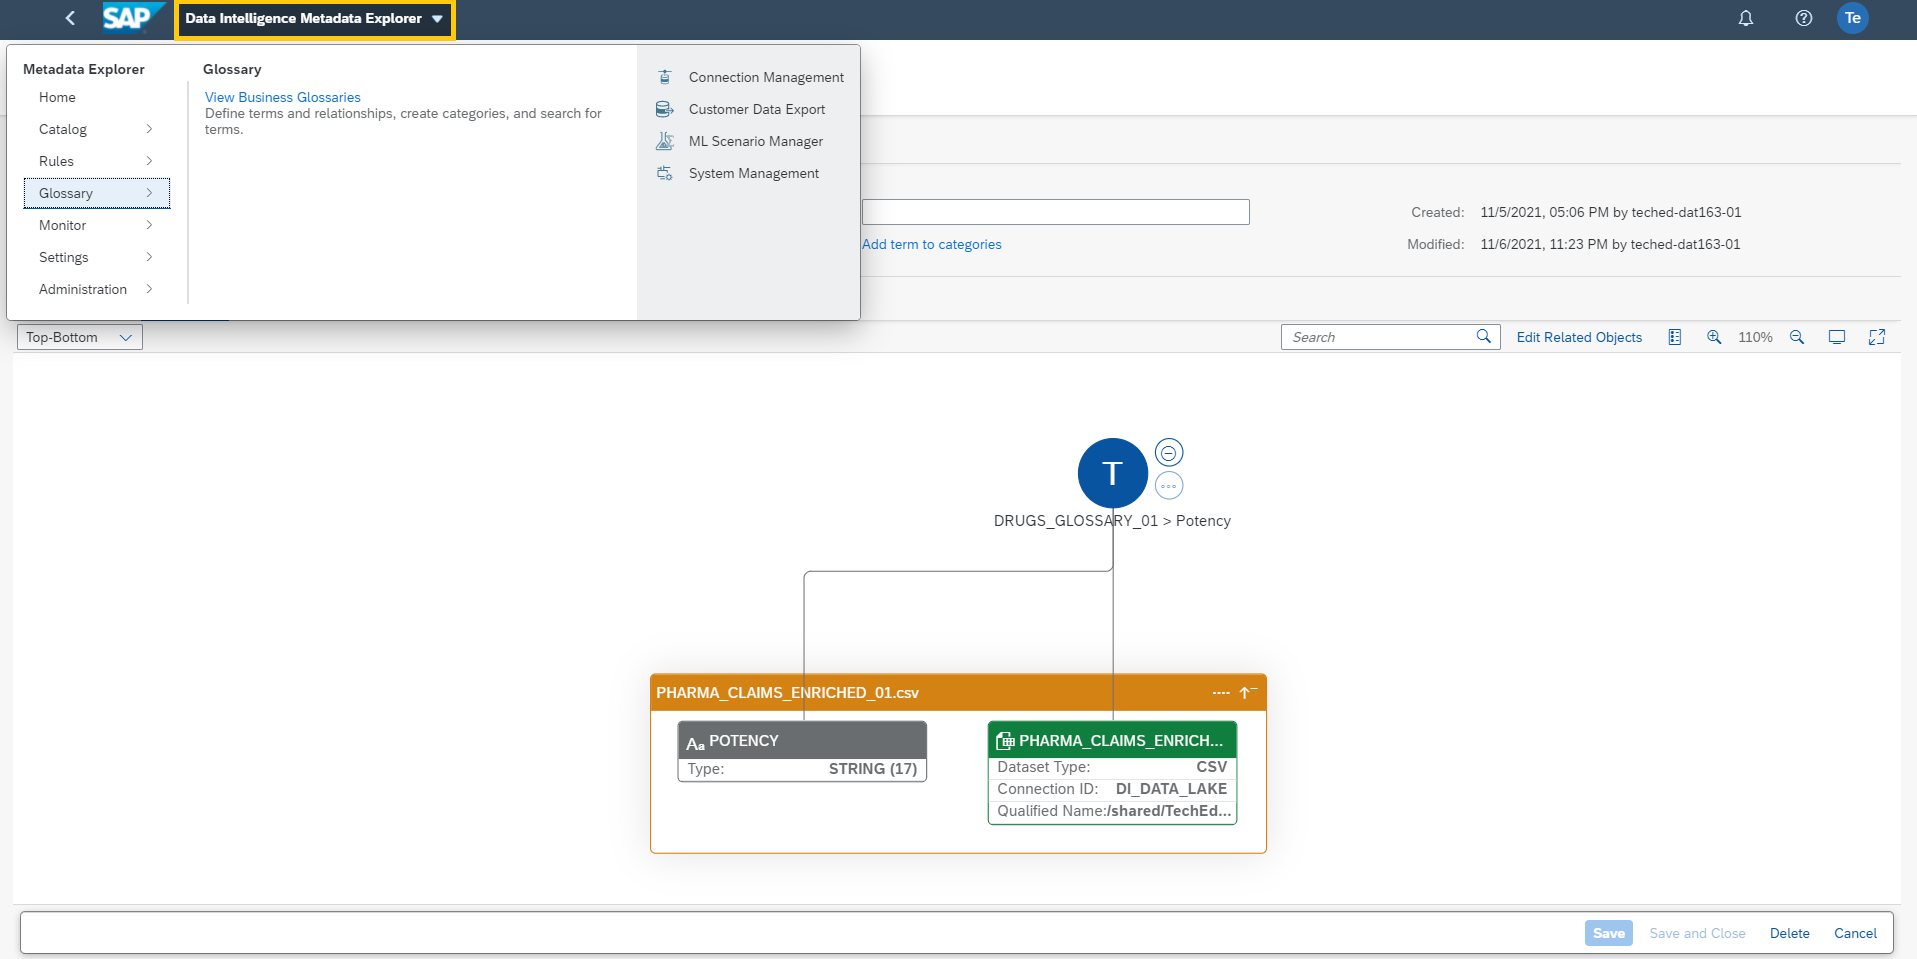 SAP
Data Intelligence Metadata Explorer
Te
Metadata Explorer
Home
Catalog
Rules
Glossary
Monitor
Settings
Administration
Glossary
View Business Glossaries
Define terms and relationships, create categories, and search for
terms.
Connection Management
Customer Data Export
ML Scenario Manager
System Management
Add term to categories
Created: 11/5/2021, 05:06 PM by teched-dat163-01
Modified: 11/6/2021, 11:23 PM by teched-dat163-01
Top-Bottom
Search
Edit Related Objects
110%
T
DRUGS_GLOSSARY_01 > Potency
PHARMA_CLAIMS_ENRICHED_01.csv
Aa POTENCY
Type: STRING (17)
PHARMA_CLAIMS_ENRICH...
Dataset Type: CSV
Connection ID: DI_DATA_LAKE
Qualified Name:/shared/TechEd...
Save
Save and Close
Delete
Cancel